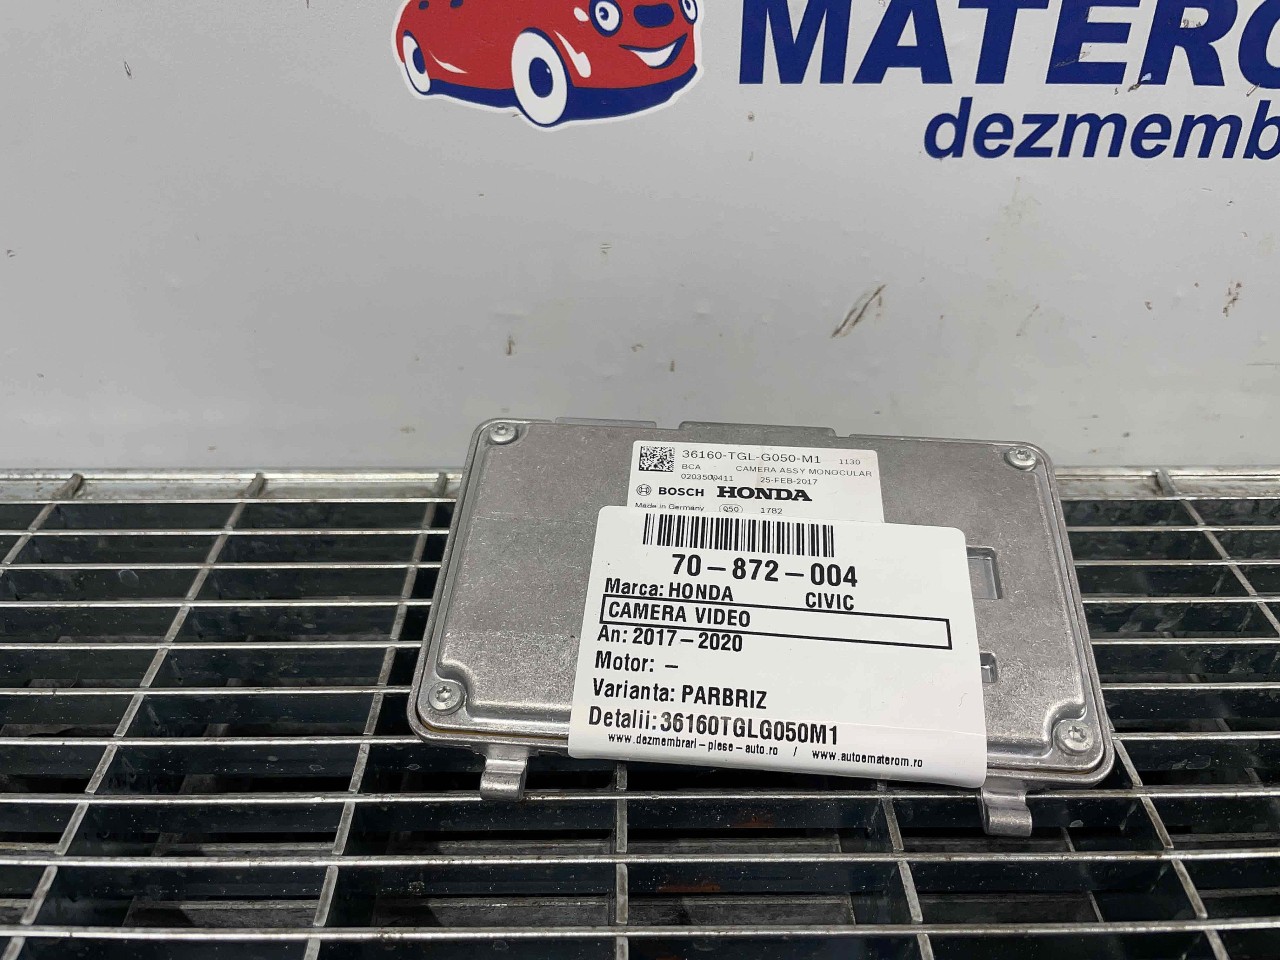 MATERO
dezmemb
36160-TGL-G050-M1 1130
BCA CAMERA ASSY MONOCULAR
0203500411 25-FEB-2017
BOSCH HONDA
Made in Germany Q50 1782
70-872-004
Marca: HONDA CIVIC
CAMERA VIDEO
An: 2017-2020
Motor: -
Varianta: PARBRIZ
Detalii: 36160TGLG050M1
www.dezmembrari-piese-auto.ro / www.autoematerom.ro